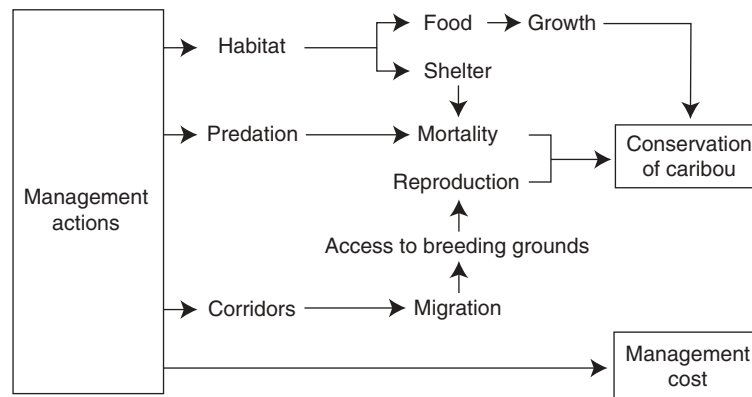 Food
Growth
Habitat
Shelter
Predation
Mortality
Conservation
of caribou
Management
actions
Reproduction
Access to breeding grounds
Corridors
Migration
Management
cost